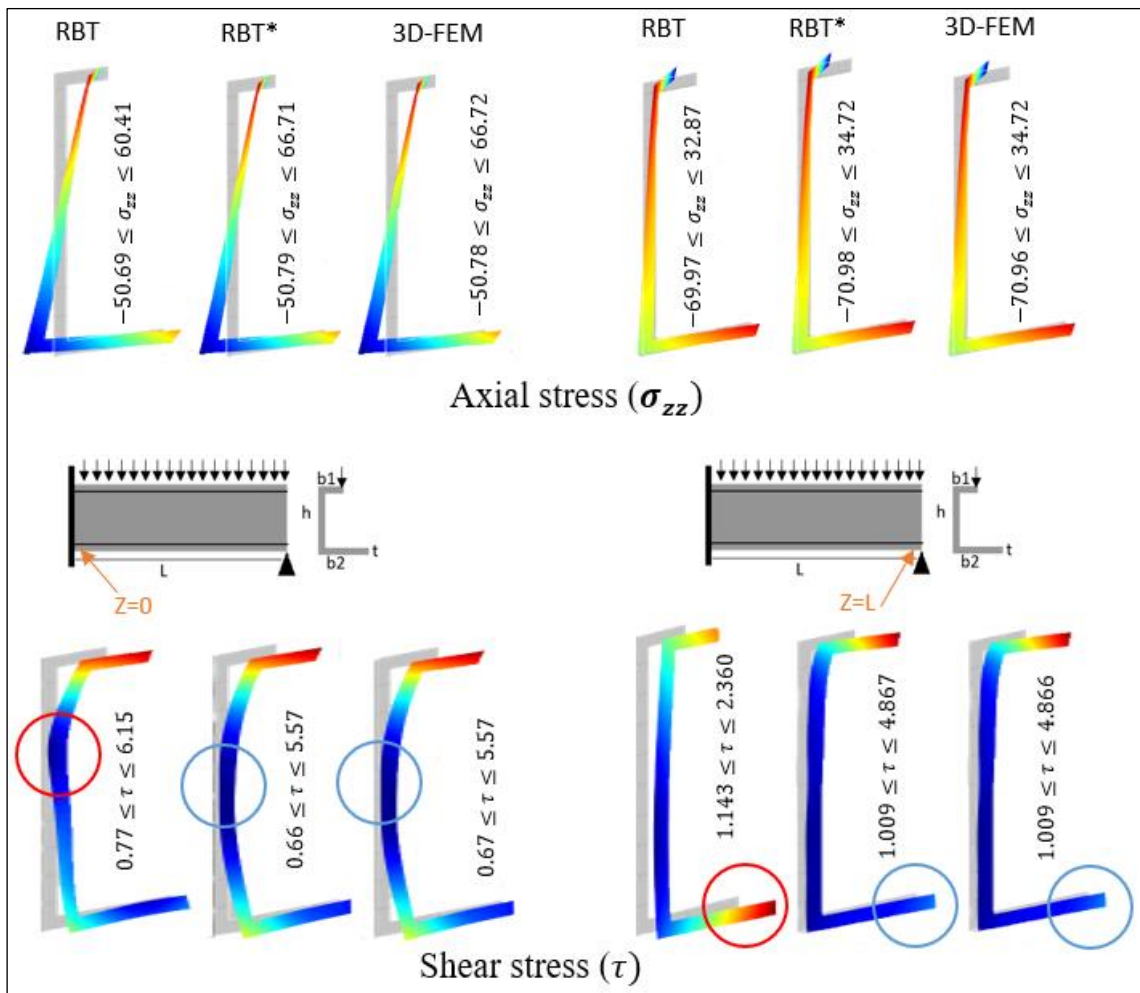 RBT RBT* 3D-FEM RBT RBT* 3D-FEM
−50.69 ≤ σzz ≤ 60.41
−50.79 ≤ σzz ≤ 66.71
−50.78 ≤ σzz ≤ 66.72
−69.97 ≤ σzz ≤ 32.87
−70.98 ≤ σzz ≤ 34.72
−70.96 ≤ σzz ≤ 34.72
Axial stress (σzz)
b1
h
t
b2
L
Z=0
b1
h
t
b2
L
Z=L
0.77 ≤ τ ≤ 6.15
0.66 ≤ τ ≤ 5.57
0.67 ≤ τ ≤ 5.57
1.143 ≤ τ ≤ 2.360
1.009 ≤ τ ≤ 4.867
1.009 ≤ τ ≤ 4.866
Shear stress (τ)